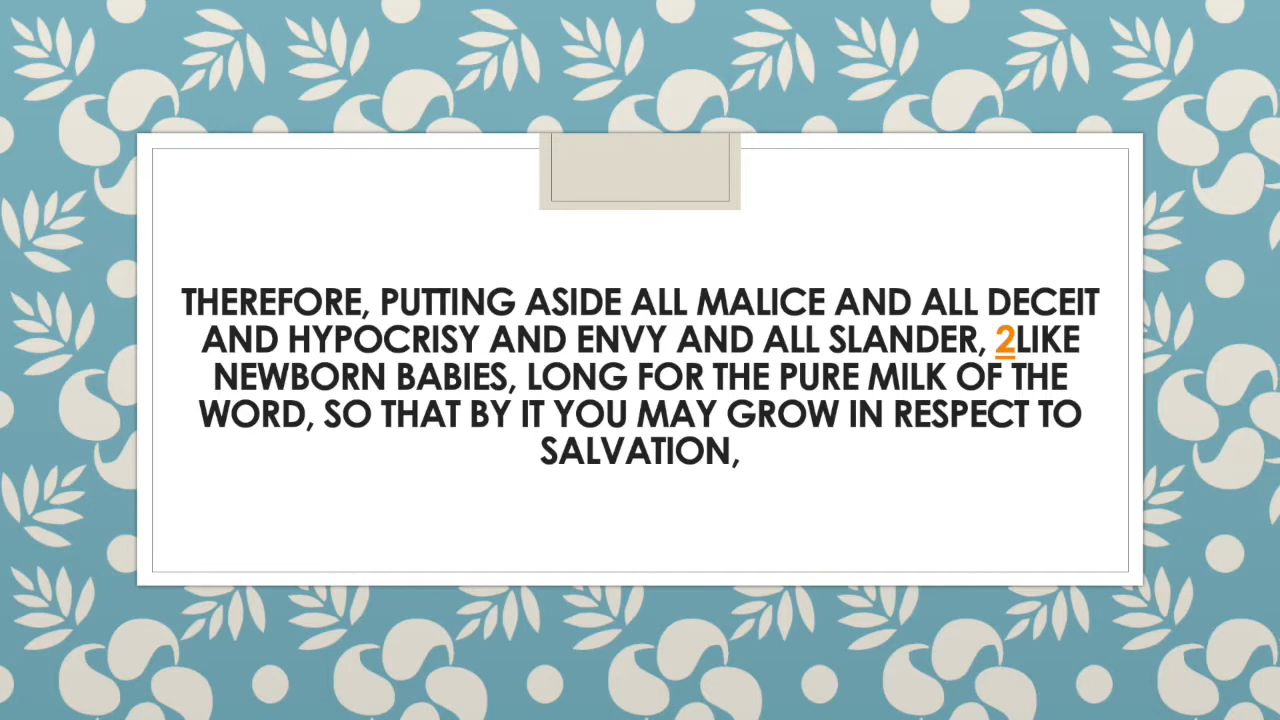 THEREFORE, PUTTING ASIDE ALL MALICE AND ALL DECEIT
AND HYPOCRISY AND ENVY AND ALL SLANDER, 2LIKE
NEWBORN BABIES, LONG FOR THE PURE MILK OF THE
WORD, SO THAT BY IT YOU MAY GROW IN RESPECT TO
SALVATION,